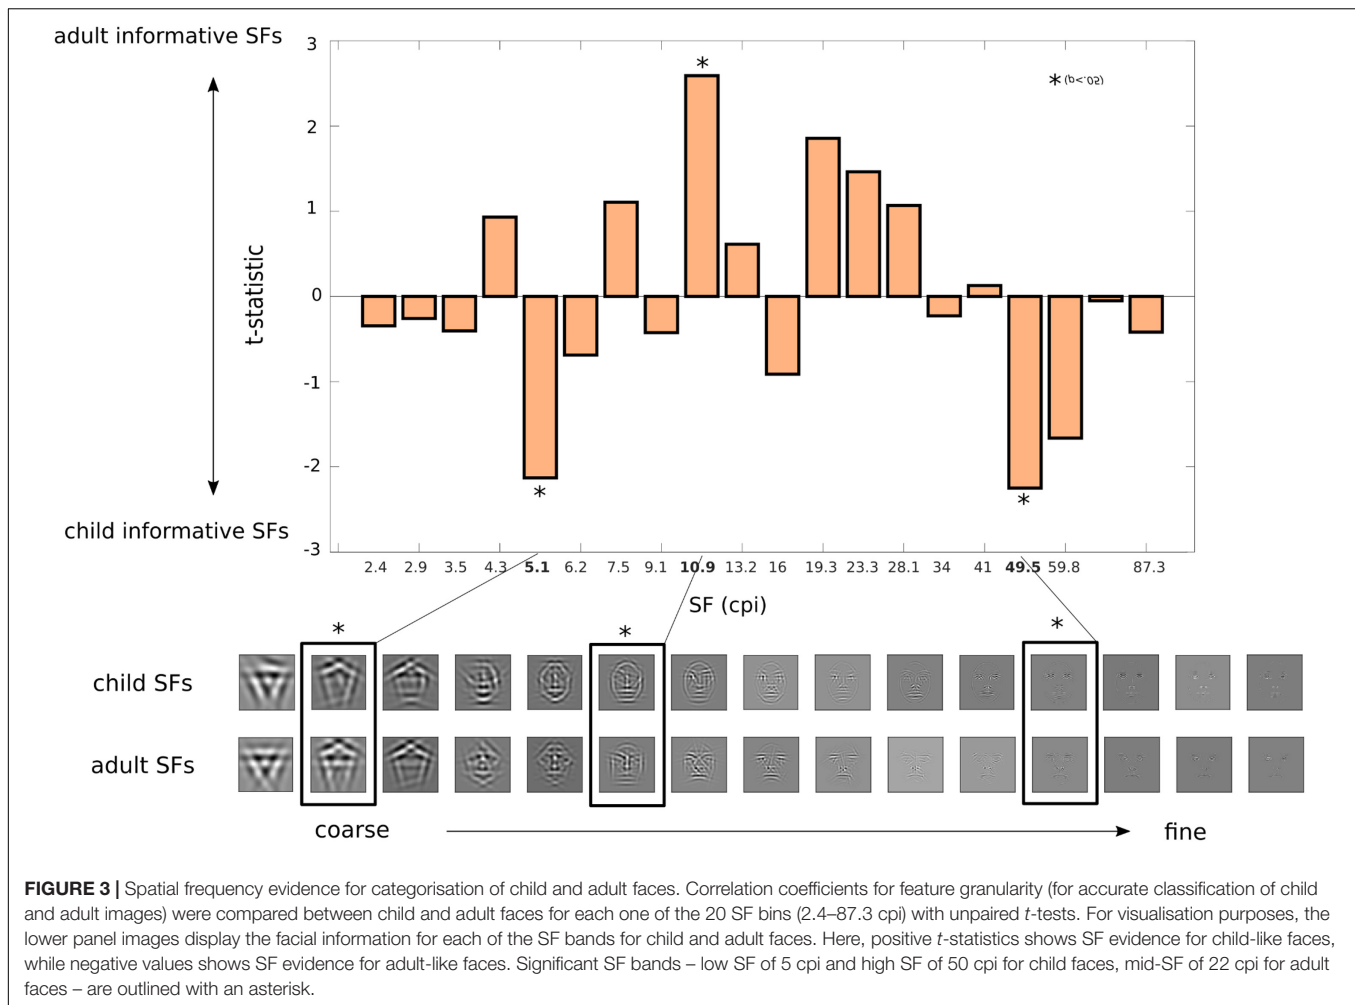 adult informative SFs
3
*
* (p<.05)
2
1
t-statistic
0
-1
-2
*
*
child informative SFs
-3
2.4 2.9 3.5 4.3 5.1 6.2 7.5 9.1 10.9 13.2 16 19.3 23.3 28.1 34 41 49.5 59.8 87.3
SF (cpi)
* * *
child SFs
adult SFs
coarse fine
FIGURE 3 | Spatial frequency evidence for categorisation of child and adult faces. Correlation coefficients for feature granularity (for accurate classification of child
and adult images) were compared between child and adult faces for each one of the 20 SF bins (2.4–87.3 cpi) with unpaired t-tests. For visualisation purposes, the
lower panel images display the facial information for each of the SF bands for child and adult faces. Here, positive t-statistics shows SF evidence for child-like faces,
while negative values shows SF evidence for adult-like faces. Significant SF bands – low SF of 5 cpi and high SF of 50 cpi for child faces, mid-SF of 22 cpi for adult
faces – are outlined with an asterisk.